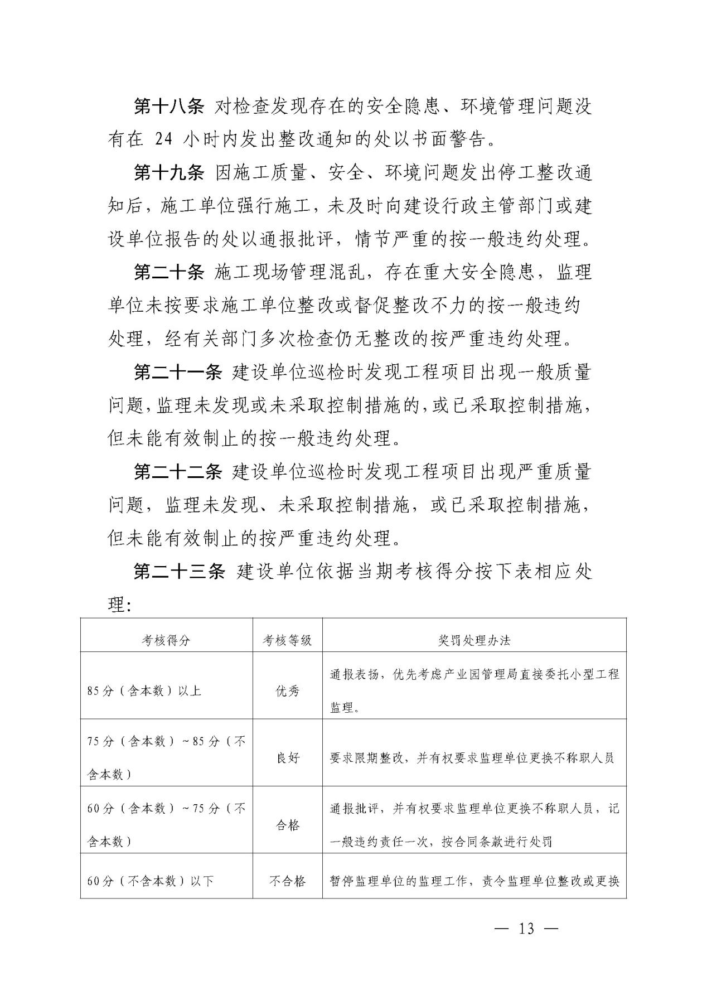 第十八条 对检查发现存在的安全隐患、环境管理问题没
有在 24 小时内发出整改通知的处以书面警告。
第十九条 因施工质量、安全、环境问题发出停工整改通
知后，施工单位强行施工，未及时向建设行政主管部门或建
设单位报告的处以通报批评，情节严重的按一般违约处理。
第二十条 施工现场管理混乱，存在重大安全隐患，监理
单位未按要求施工单位整改或督促整改不力的按一般违约
处理，经有关部门多次检查仍无整改的按严重违约处理。
第二十一条 建设单位巡检时发现工程项目出现一般质量
问题，监理未发现或未采取控制措施的，或已采取控制措施，
但未能有效制止的按一般违约处理。
第二十二条 建设单位巡检时发现工程项目出现严重质量
问题，监理未发现、未采取控制措施，或已采取控制措施，
但未能有效制止的按严重违约处理。
第二十三条 建设单位依据当期考核得分按下表相应处
理：
考核得分 考核等级 奖罚处理办法
85分（含本数）以上 优秀 通报表扬，优先考虑产业园管理局直接委托小型工程
监理。
75分（含本数）~85分（不
含本数） 良好 要求限期整改，并有权要求监理单位更换不称职人员
60分（含本数）~75分（不
含本数） 合格 通报批评，并有权要求监理单位更换不称职人员，记
一般违约责任一次，按合同条款进行处罚
60分（不含本数）以下 不合格 暂停监理单位的监理工作，责令监理单位整改或更换
— 13 —